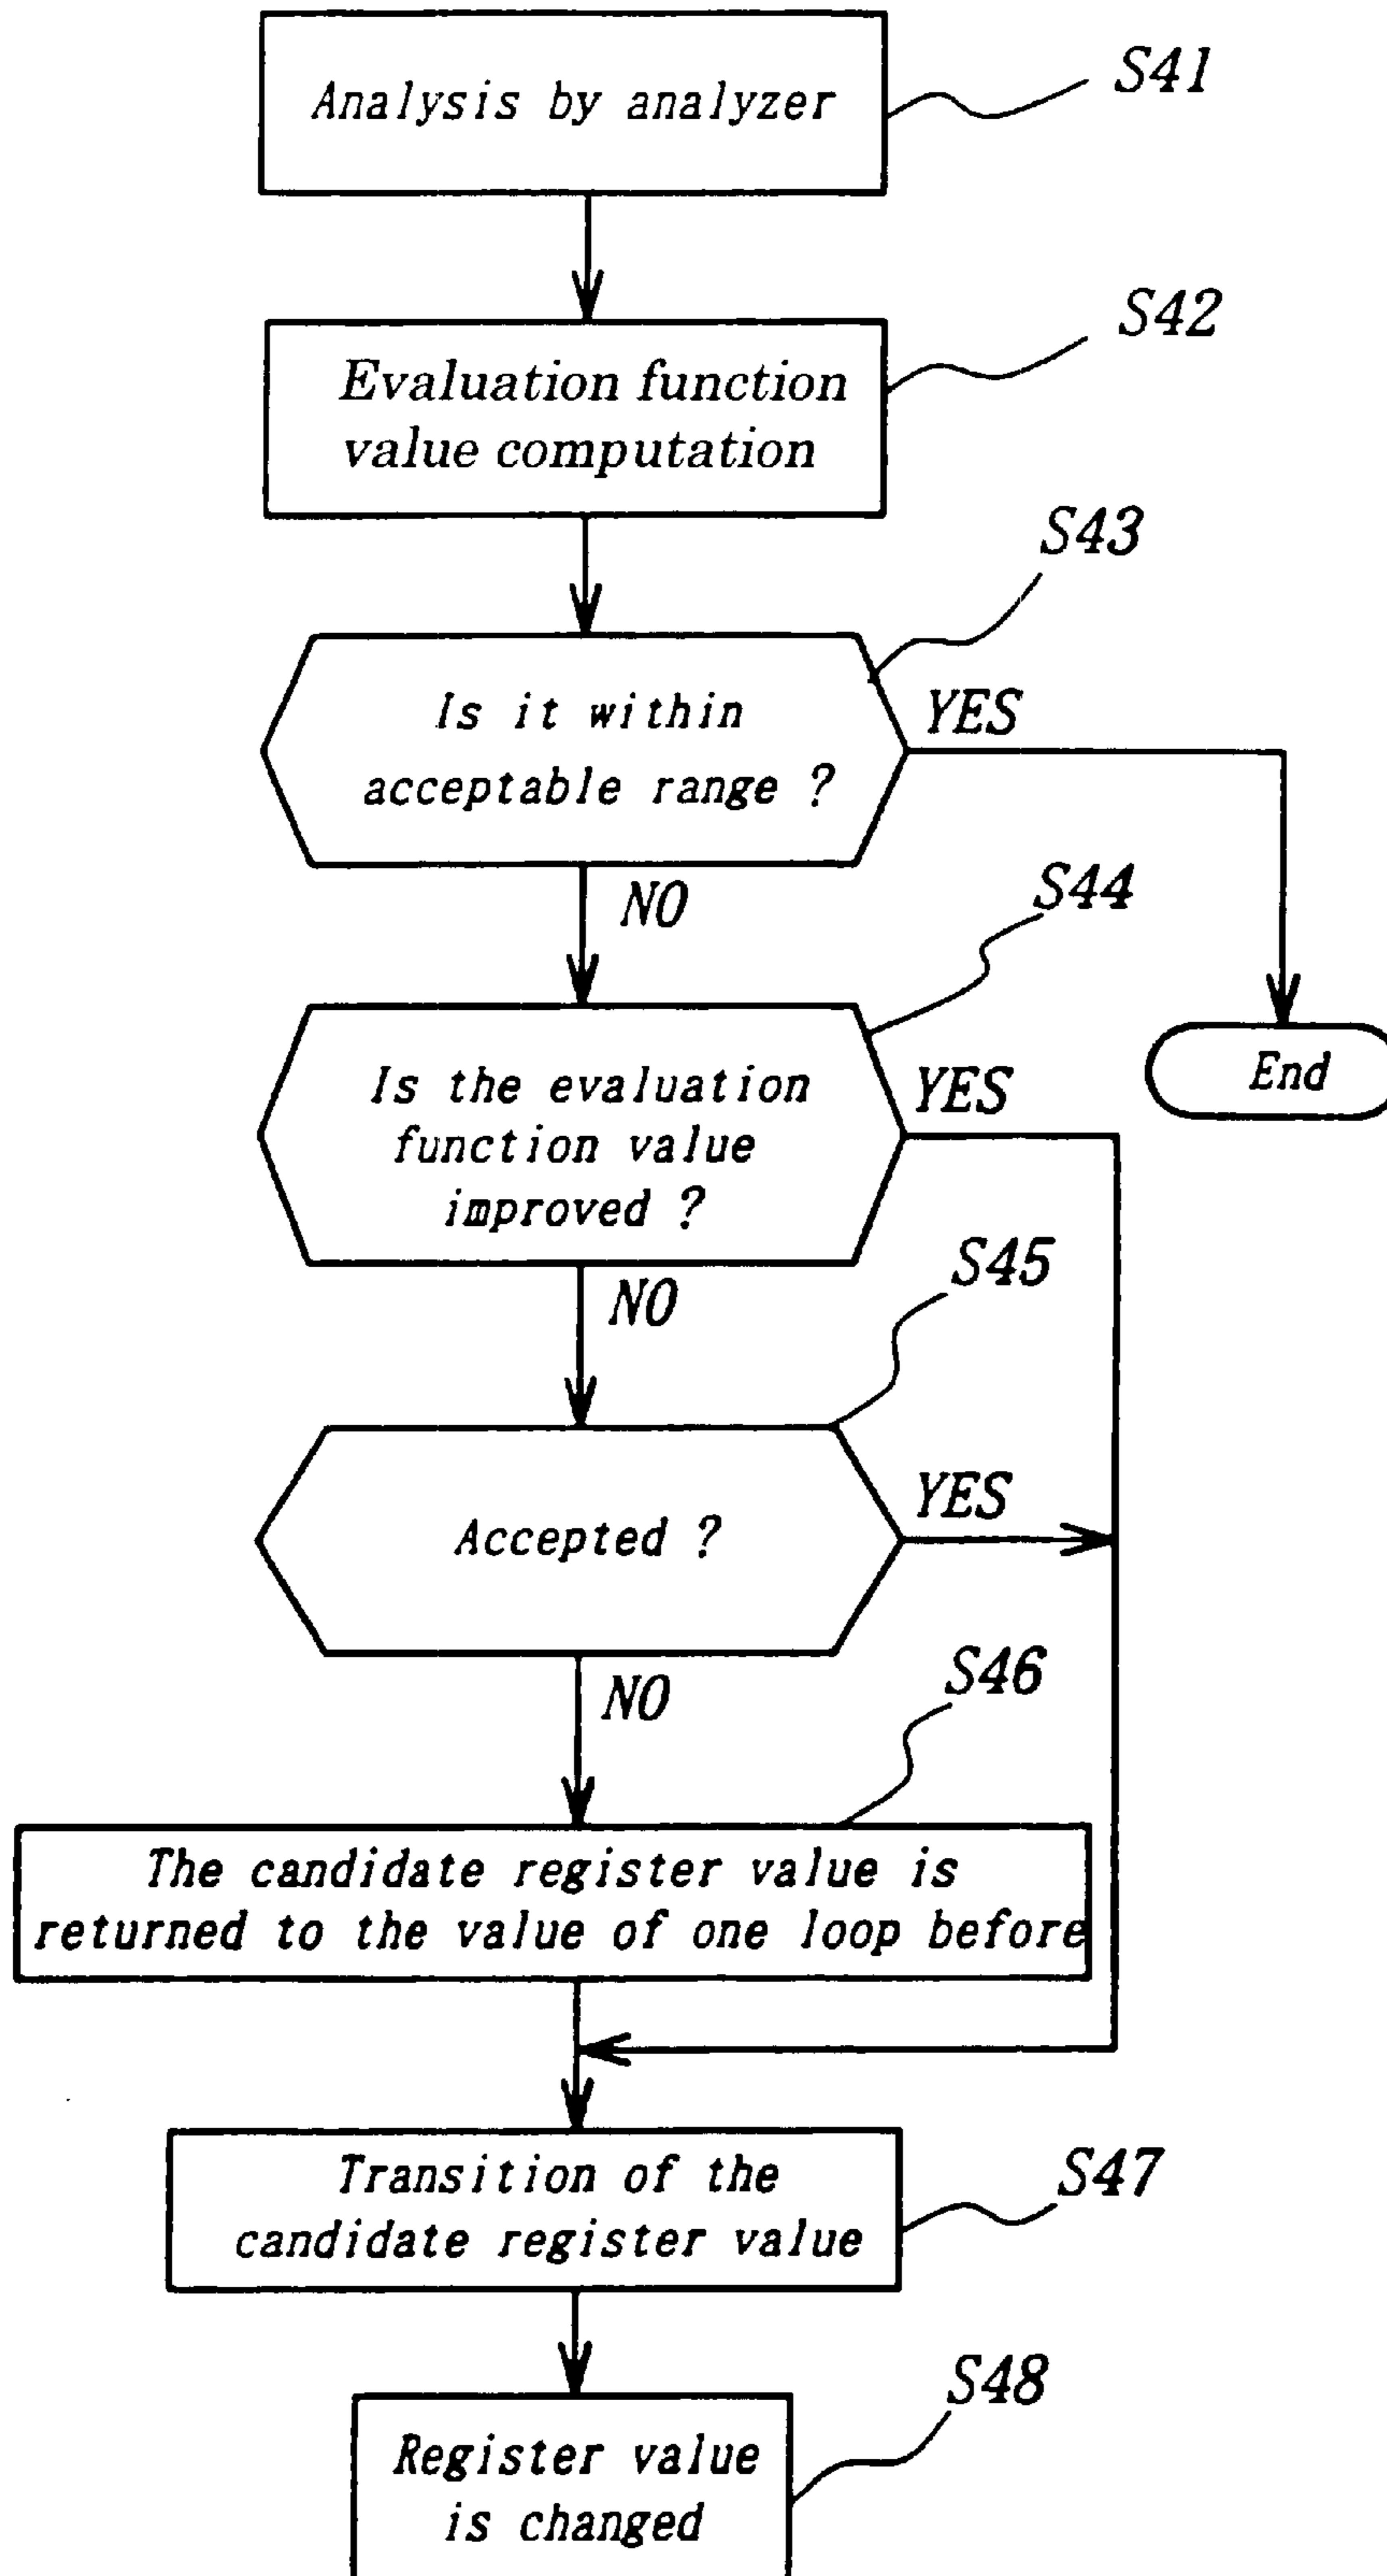 Analysis by analyzer
S41
Evaluation function
value computation
S42
S43
Is it within
acceptable range ?
YES
NO
S44
Is the evaluation
function value
improved ?
YES
End
NO
S45
Accepted ?
YES
NO
S46
The candidate register value is
returned to the value of one loop before
Transition of the
candidate register value
S47
S48
Register value
is changed